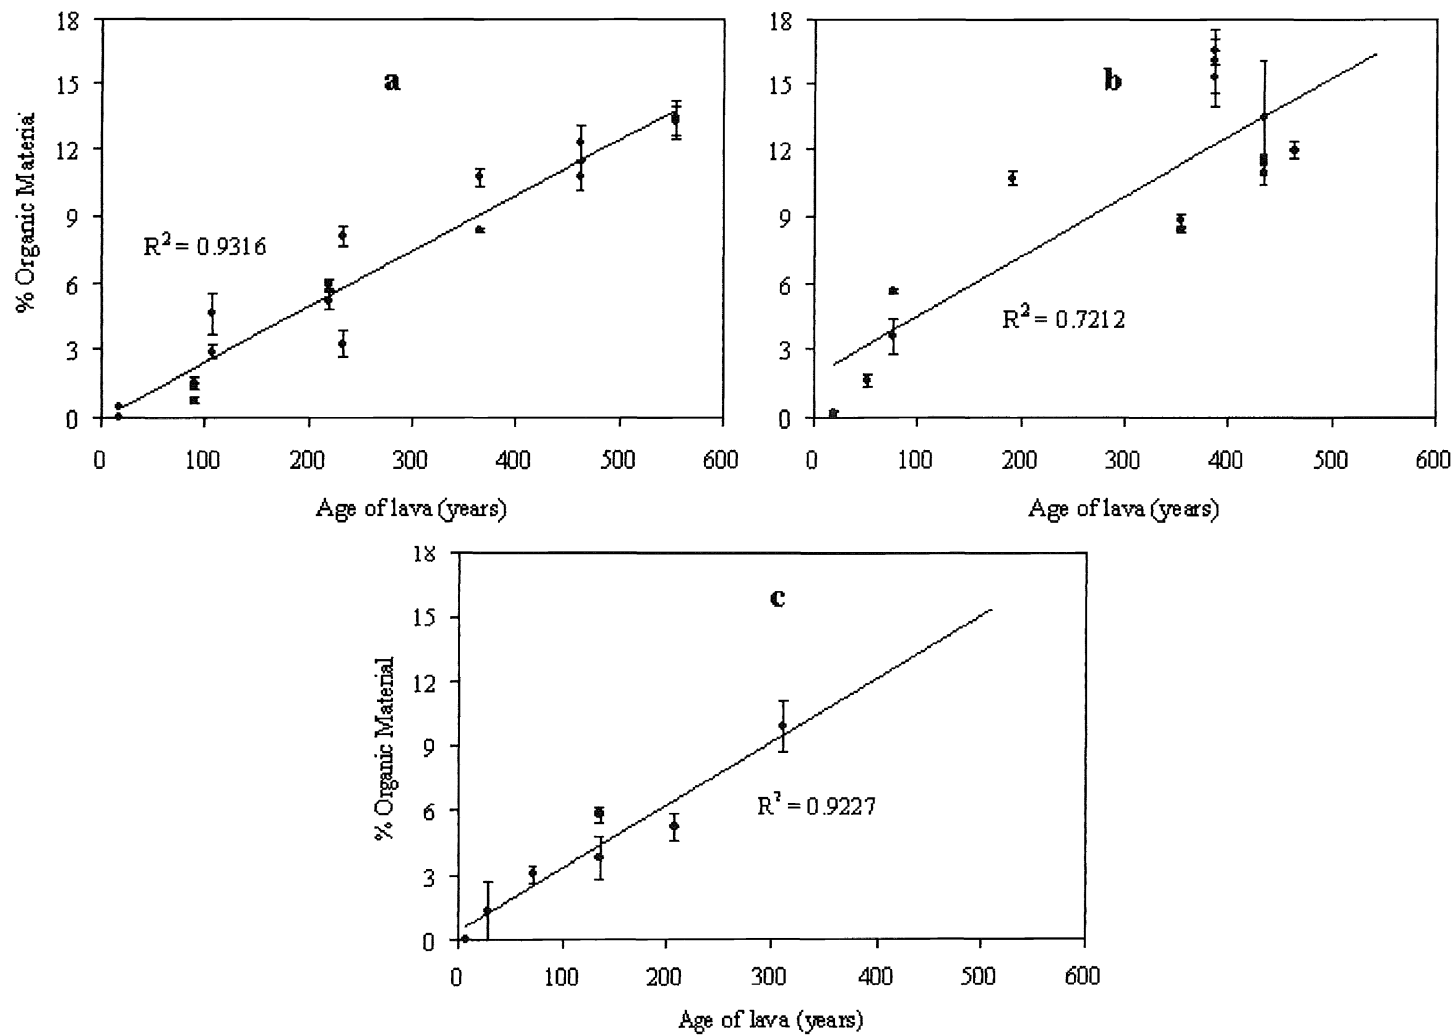 18
15
12
9
6
3
0
% Organic Materia
a
R² = 0.9316
0 100 200 300 400 500 600
Age of lava (years)
18
15
12
9
6
3
0
b
R² = 0.7212
0 100 200 300 400 500 600
Age of lava (years)
18
15
12
9
6
3
0
% Organic Material
c
R² = 0.9227
0 100 200 300 400 500 600
Age of lava (years)